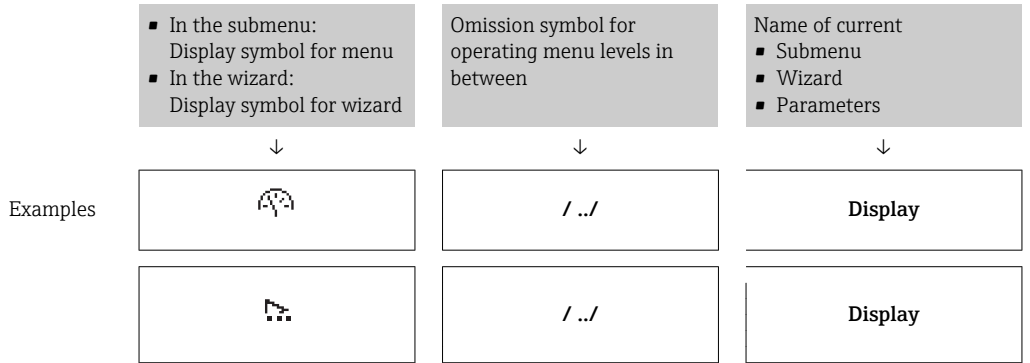 ▪ In the submenu:
Display symbol for menu
▪ In the wizard:
Display symbol for wizard
Omission symbol for
operating menu levels in
between
Name of current
▪ Submenu
▪ Wizard
▪ Parameters
↓ ↓ ↓
Examples / ../ Display
/ ../ Display